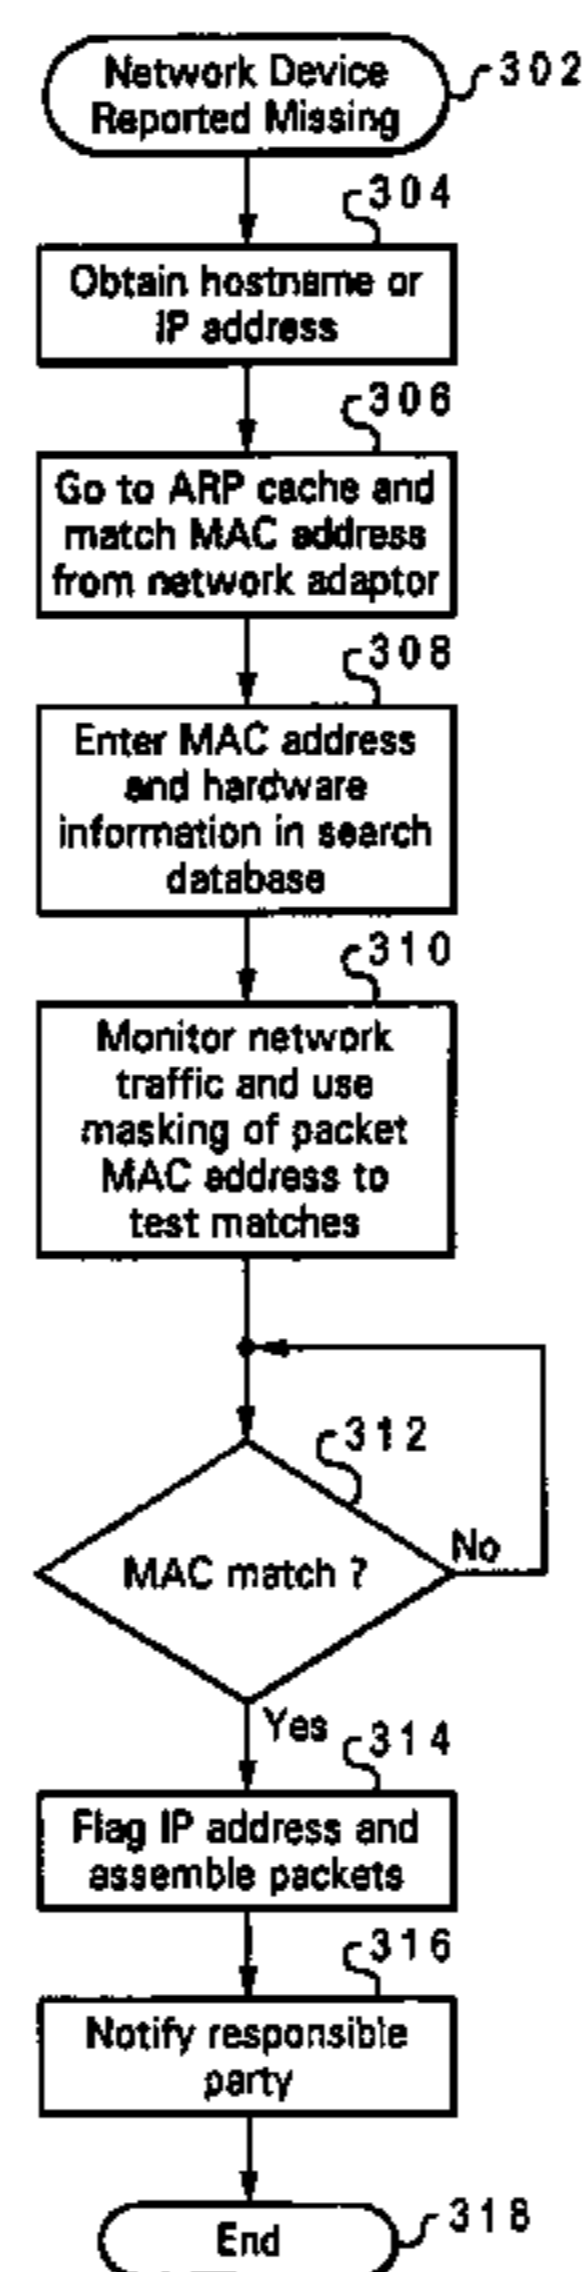 Network Device
Reported Missing
302
304
Obtain hostname or
IP address
306
Go to ARP cache and
match MAC address
from network adaptor
308
Enter MAC address
and hardware
information in search
database
310
Monitor network
traffic and use
masking of packet
MAC address to
test matches
312
MAC match ?
No
Yes
314
Flag IP address and
assemble packets
316
Notify responsible
party
End
318